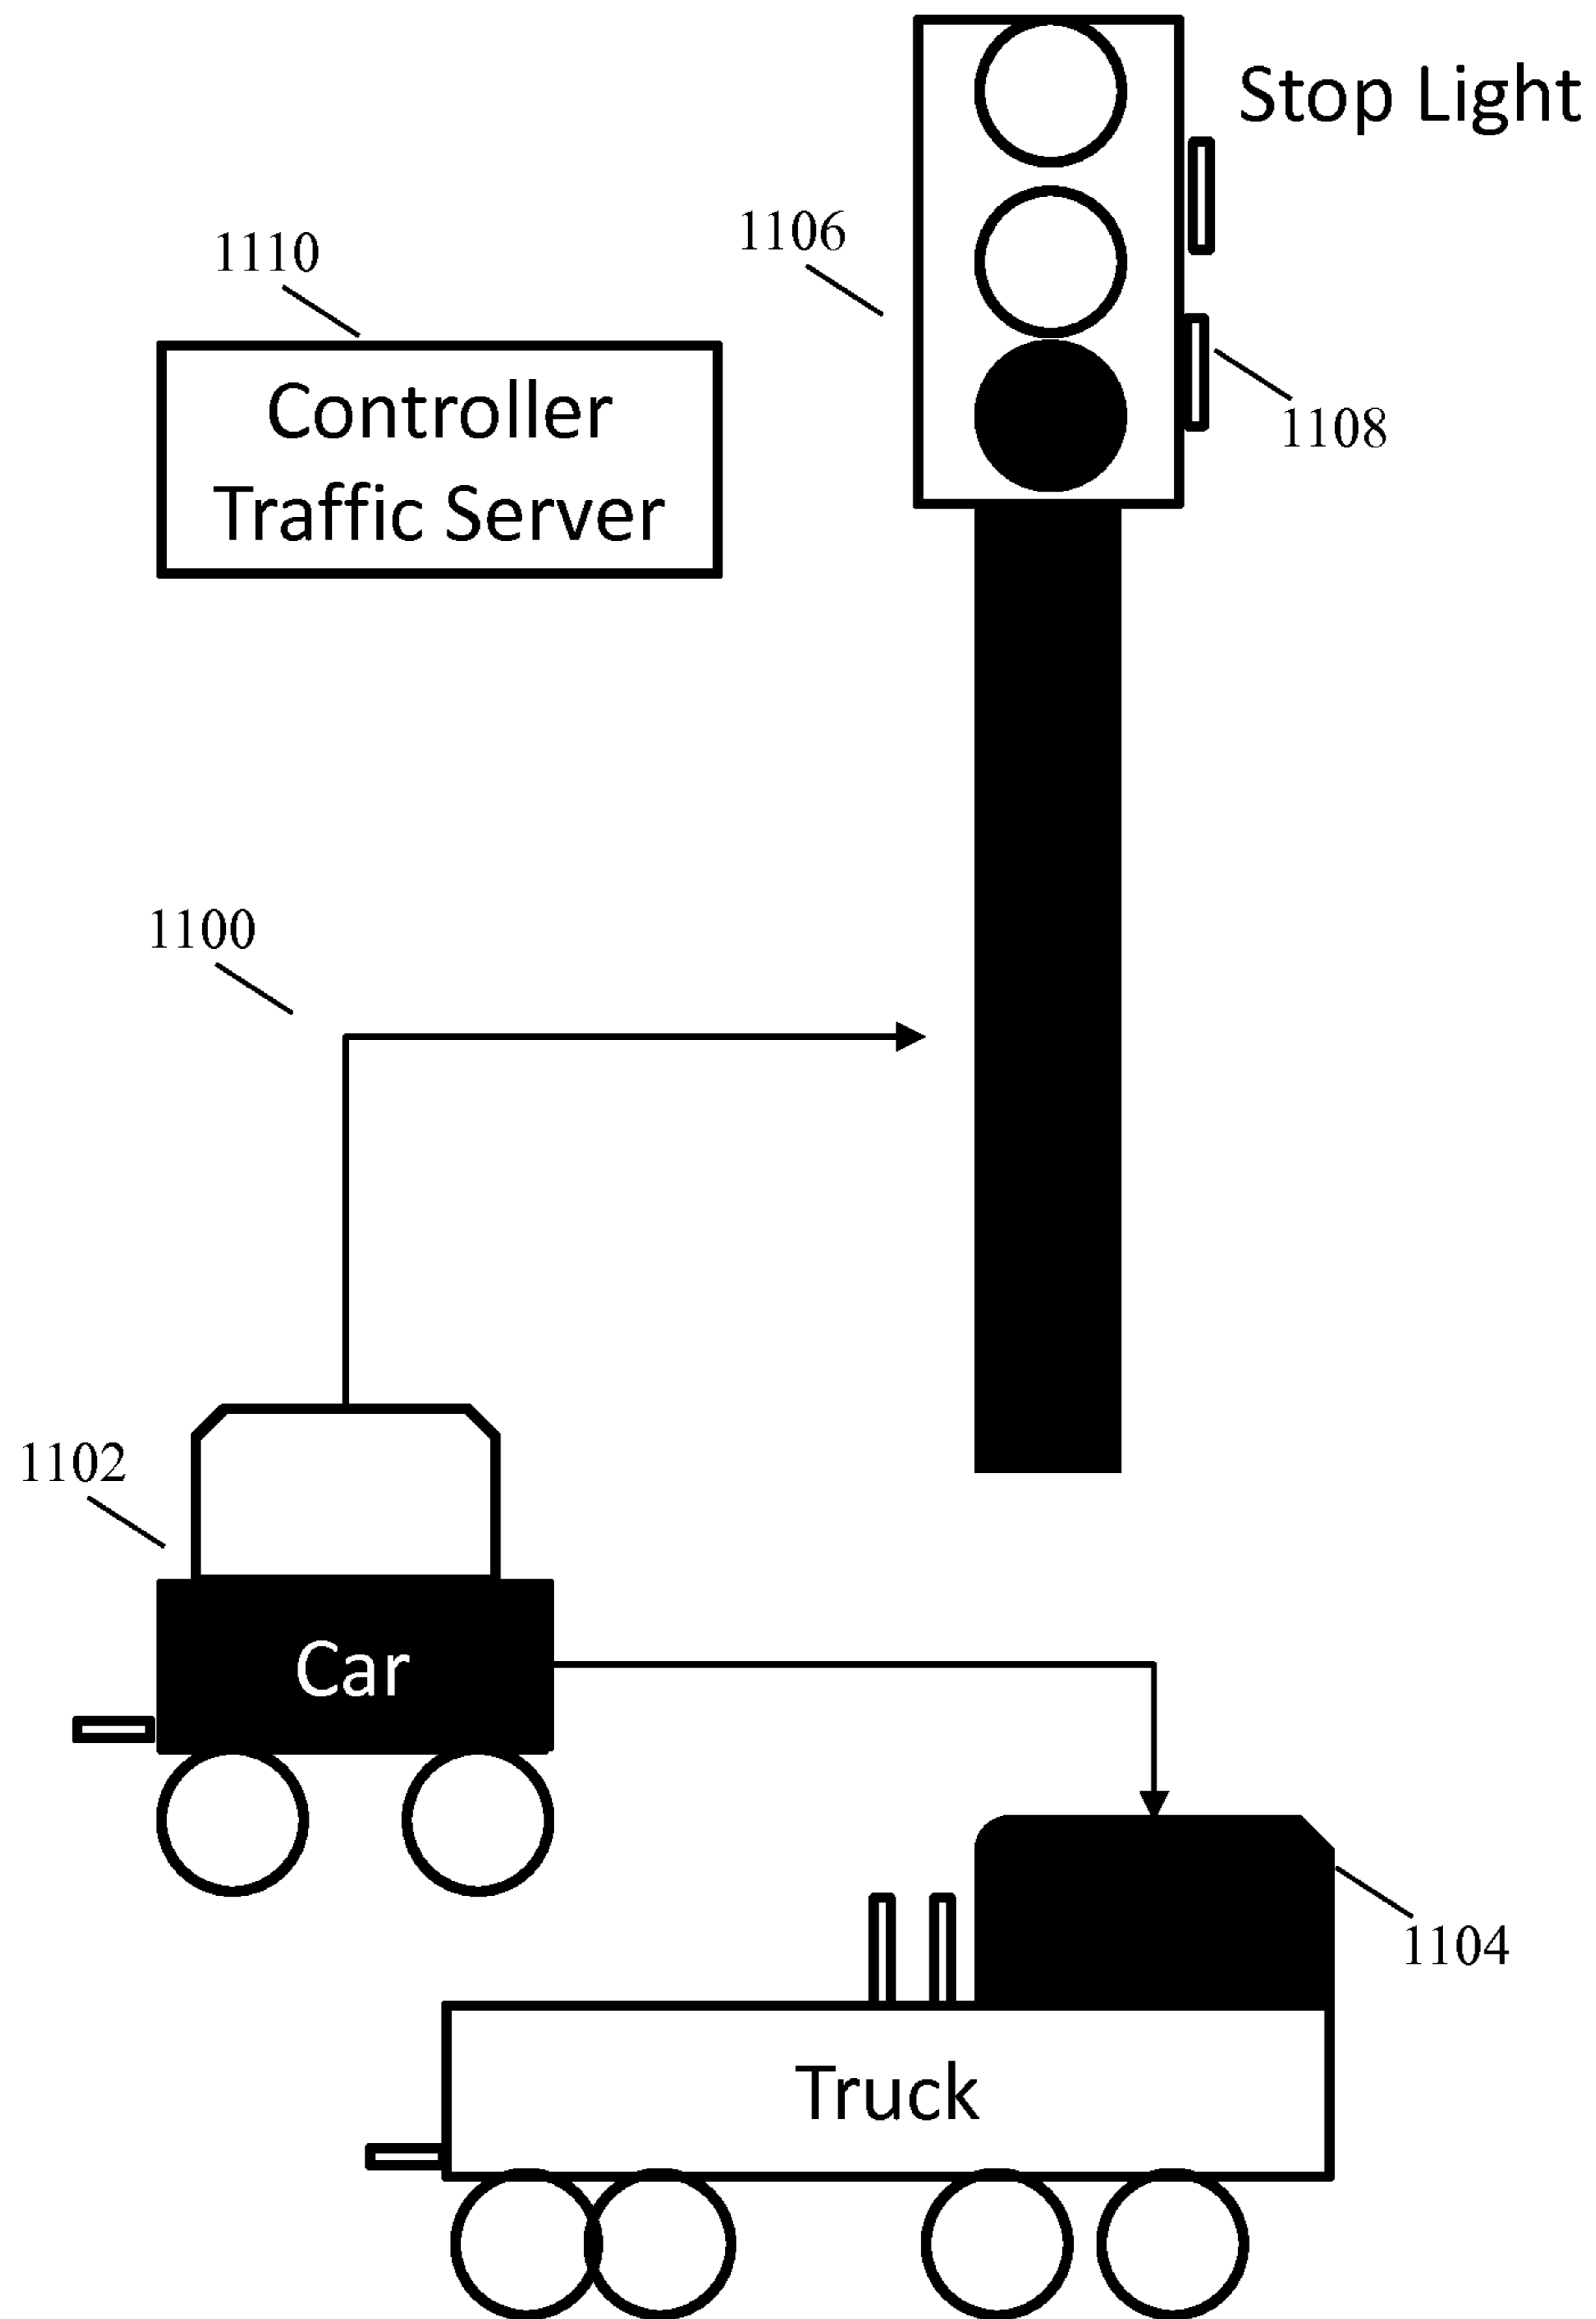 Stop Light
1106
1110
Controller
Traffic Server
1108
1100
1102
Car
1104
Truck